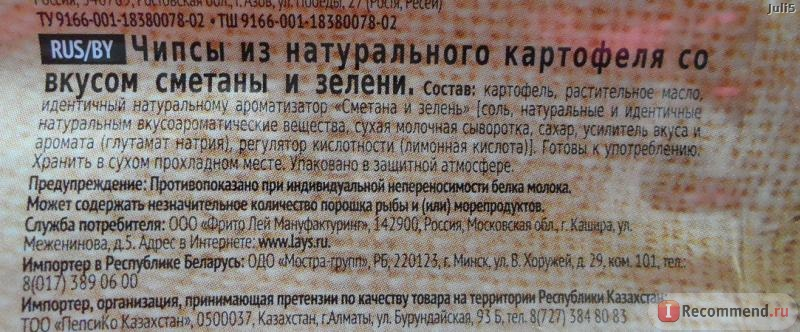 Juli5
Россия, 346789, Ростовская обл., г. Азов, ул. Победы, 27 (Ресія, Ресей)
ТУ 9166-001-18380078-02 • ТШ 9166-001-18380078-02
RUS/BY Чипсы из натурального картофеля со
вкусом сметаны и зелени. Состав: картофель, растительное масло,
идентичный натуральному ароматизатор «Сметана и зелень» [соль, натуральные и идентичные
натуральным вкусоароматические вещества, сухая молочная сыворотка, сахар, усилитель вкуса и
аромата (глутамат натрия), регулятор кислотности (лимонная кислота)]. Готовы к употреблению.
Хранить в сухом прохладном месте. Упаковано в защитной атмосфере.
Предупреждение: Противопоказано при индивидуальной непереносимости белка молока.
Может содержать незначительное количество порошка рыбы и (или) морепродуктов.
Служба потребителя: ООО «Фрито Лей Мануфактуринг», 142900, Россия, Московская обл., г. Кашира, ул.
Меженинова, д.5. Адрес в Интернете: www.lays.ru.
Импортер в Республике Беларусь: ОДО «Мостра-групп», РБ, 220123, г. Минск, ул. В. Хоружей, д. 29, ком. 101, тел.:
8(017) 389 06 00
Импортер, организация, принимающая претензии по качеству товара на территории Республики Казахстан:
ТОО «ПепсиКо Казахстан», 0500037, Казахстан, г.Алматы, ул. Бурундайская, 93 Б, тел. 8(727) 384 80 83
I Recommend.ru